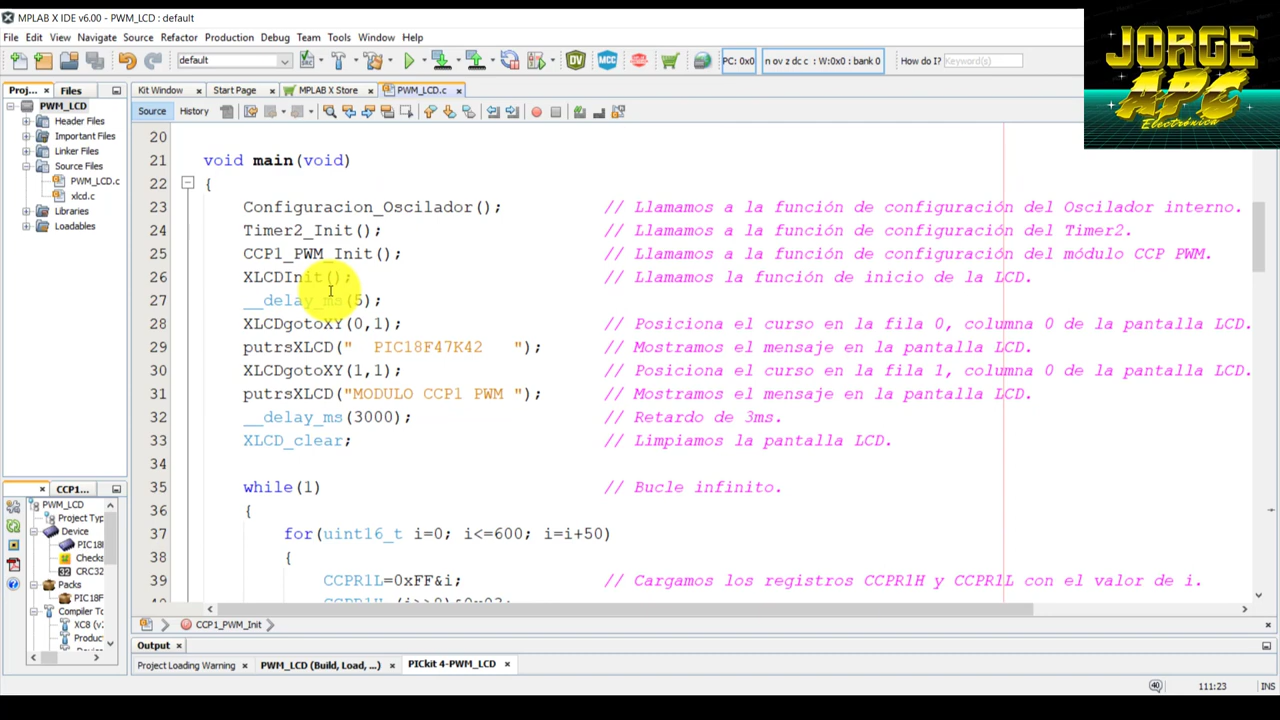 MPLAB X IDE v6.00 - PWM_LCD : default
File Edit View Navigate Source Refactor Production Debug Team Tools Window Help
default
PC: 0x0
n ov z dc c : W:0x0 : bank 0
How do I?
(Keyword(s)
JORGE
APC
Electrónica
Proj...
Files
Kit Window
Start Page
MPLAB X Store
PWM_LCD.c
Source
History
PWM_LCD
Header Files
Important Files
Linker Files
Source Files
PWM_LCD.c
xlcd.c
Libraries
Loadables
20
21 void main(void)
22 {
23 Configuracion_Oscilador(); // Llamamos a la función de configuración del Oscilador interno.
24 Timer2_Init(); // Llamamos a la función de configuración del Timer2.
25 CCP1_PWM_Init(); // Llamamos a la función de configuración del módulo CCP PWM.
26 XLCDInit(); // Llamamos la función de inicio de la LCD.
27 __delay_ms(5);
28 XLCDgotoXY(0,1); // Posiciona el curso en la fila 0, columna 0 de la pantalla LCD.
29 putrsXLCD("  PIC18F47K42   "); // Mostramos el mensaje en la pantalla LCD.
30 XLCDgotoXY(1,1); // Posiciona el curso en la fila 1, columna 0 de la pantalla LCD.
31 putrsXLCD("MODULO CCP1 PWM "); // Mostramos el mensaje en la pantalla LCD.
32 __delay_ms(3000); // Retardo de 3ms.
33 XLCD_clear; // Limpiamos la pantalla LCD.
34
35 while(1) // Bucle infinito.
36 {
37 for(uint16_t i=0; i<=600; i=i+50)
38 {
39 CCPR1L=0xFF&i; // Cargamos los registros CCPR1H y CCPR1L con el valor de i.
CCP1...
PWM_LCD
Project Typ
Device
PIC18
Checks
CRC32
Packs
PIC18F
Compiler To
XC8 (v
Produc
CCP1_PWM_Init
Output
Project Loading Warning
PWM_LCD (Build, Load, ...)
PICkit 4-PWM_LCD
40
111:23
INS